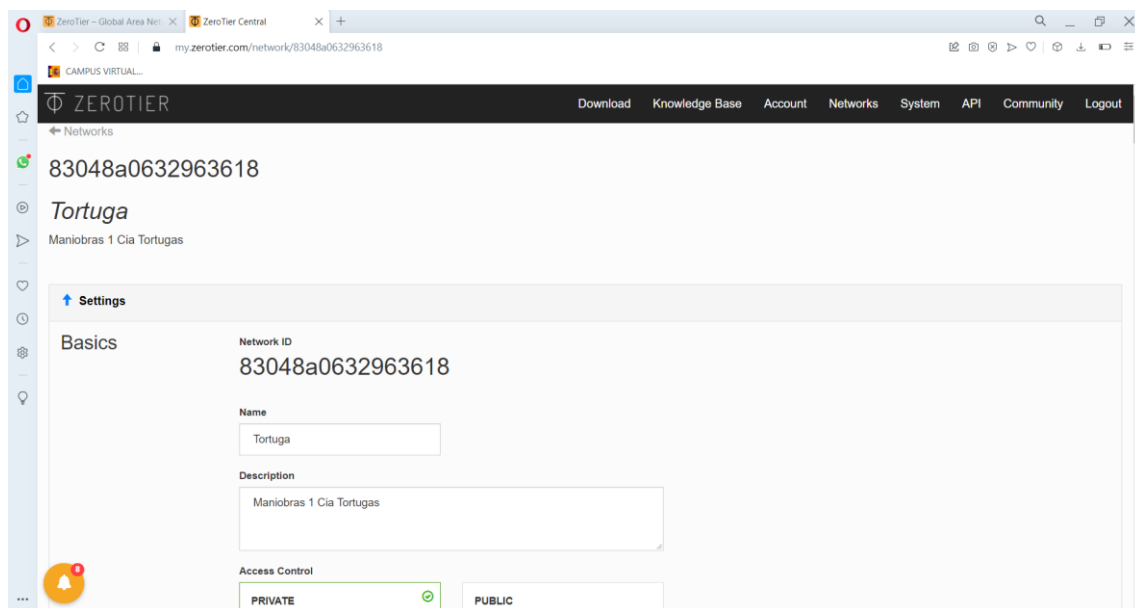 ZeroTier – Global Area Net
ZeroTier Central
my.zerotier.com/network/83048a0632963618
CAMPUS VIRTUAL...
ZEROTIER
Download Knowledge Base Account Networks System API Community Logout
Networks
83048a0632963618
Tortuga
Maniobras 1 Cia Tortugas
Settings
Basics
Network ID
83048a0632963618
Name
Tortuga
Description
Maniobras 1 Cia Tortugas
Access Control
PRIVATE PUBLIC
8